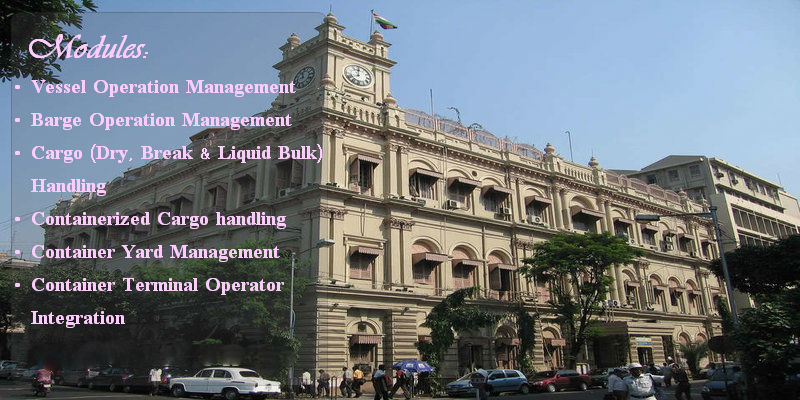 Modules:
• Vessel Operation Management
• Barge Operation Management
• Cargo (Dry, Break & Liquid Bulk)
Handling
• Containerized Cargo handling
• Container Yard Management
• Container Terminal Operator
Integration